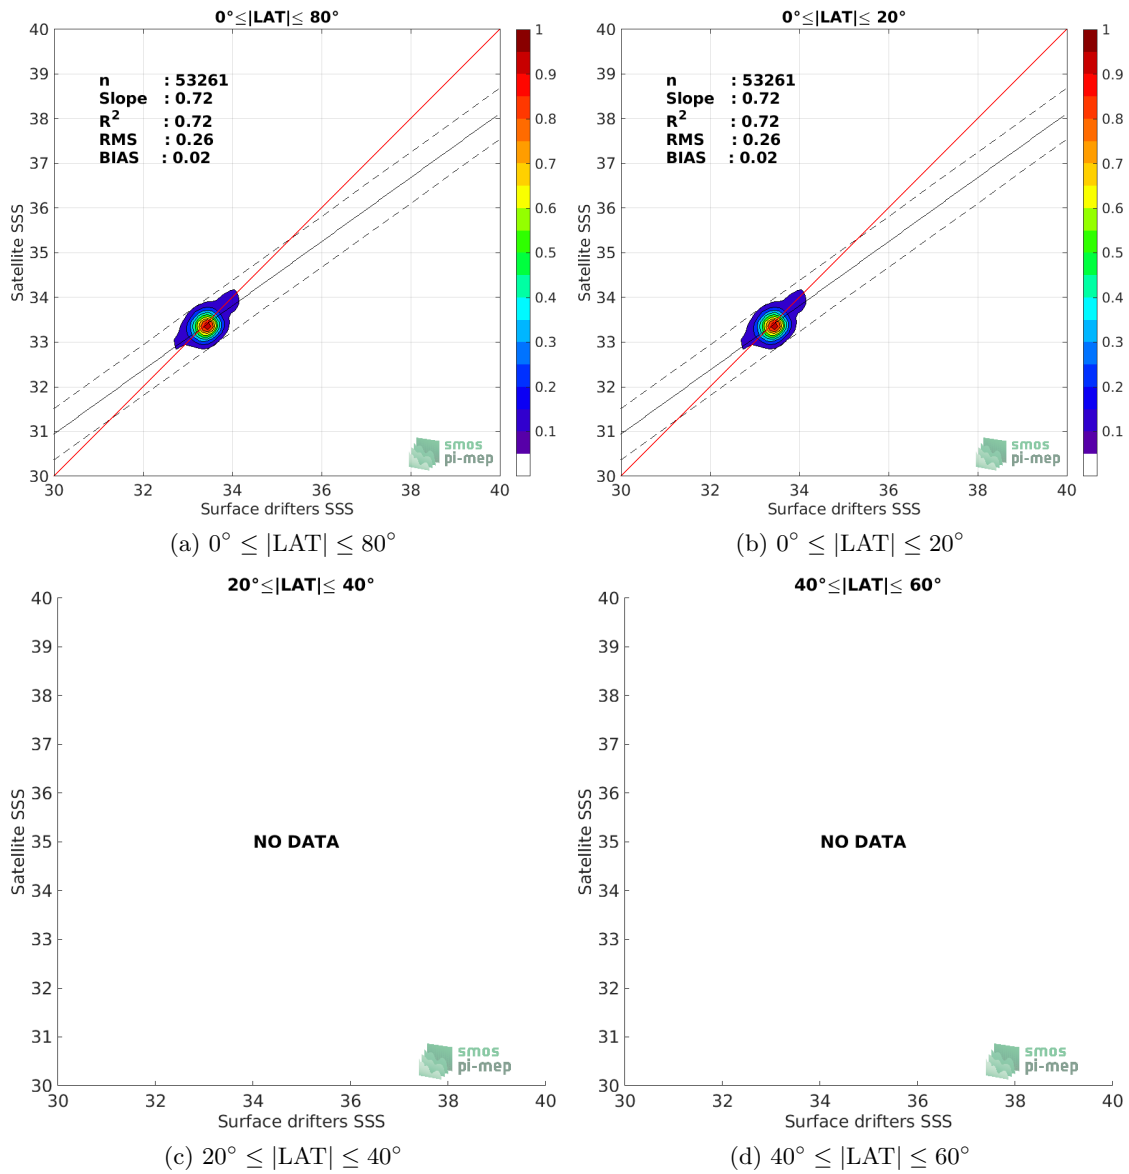 0°≤|LAT|≤ 80°
n : 53261
Slope : 0.72
R² : 0.72
RMS : 0.26
BIAS : 0.02
Satellite SSS
40
39
38
37
36
35
34
33
32
31
30
30 32 34 36 38 40
Surface drifters SSS
1
0.9
0.8
0.7
0.6
0.5
0.4
0.3
0.2
0.1
smos
pi-mep
(a) 0° ≤ |LAT| ≤ 80°
0°≤|LAT|≤ 20°
n : 53261
Slope : 0.72
R² : 0.72
RMS : 0.26
BIAS : 0.02
Satellite SSS
40
39
38
37
36
35
34
33
32
31
30
30 32 34 36 38 40
Surface drifters SSS
1
0.9
0.8
0.7
0.6
0.5
0.4
0.3
0.2
0.1
smos
pi-mep
(b) 0° ≤ |LAT| ≤ 20°
20°≤|LAT|≤ 40°
Satellite SSS
40
39
38
37
36
35
34
33
32
31
30
NO DATA
30 32 34 36 38 40
Surface drifters SSS
smos
pi-mep
(c) 20° ≤ |LAT| ≤ 40°
40°≤|LAT|≤ 60°
Satellite SSS
40
39
38
37
36
35
34
33
32
31
30
NO DATA
30 32 34 36 38 40
Surface drifters SSS
smos
pi-mep
(d) 40° ≤ |LAT| ≤ 60°